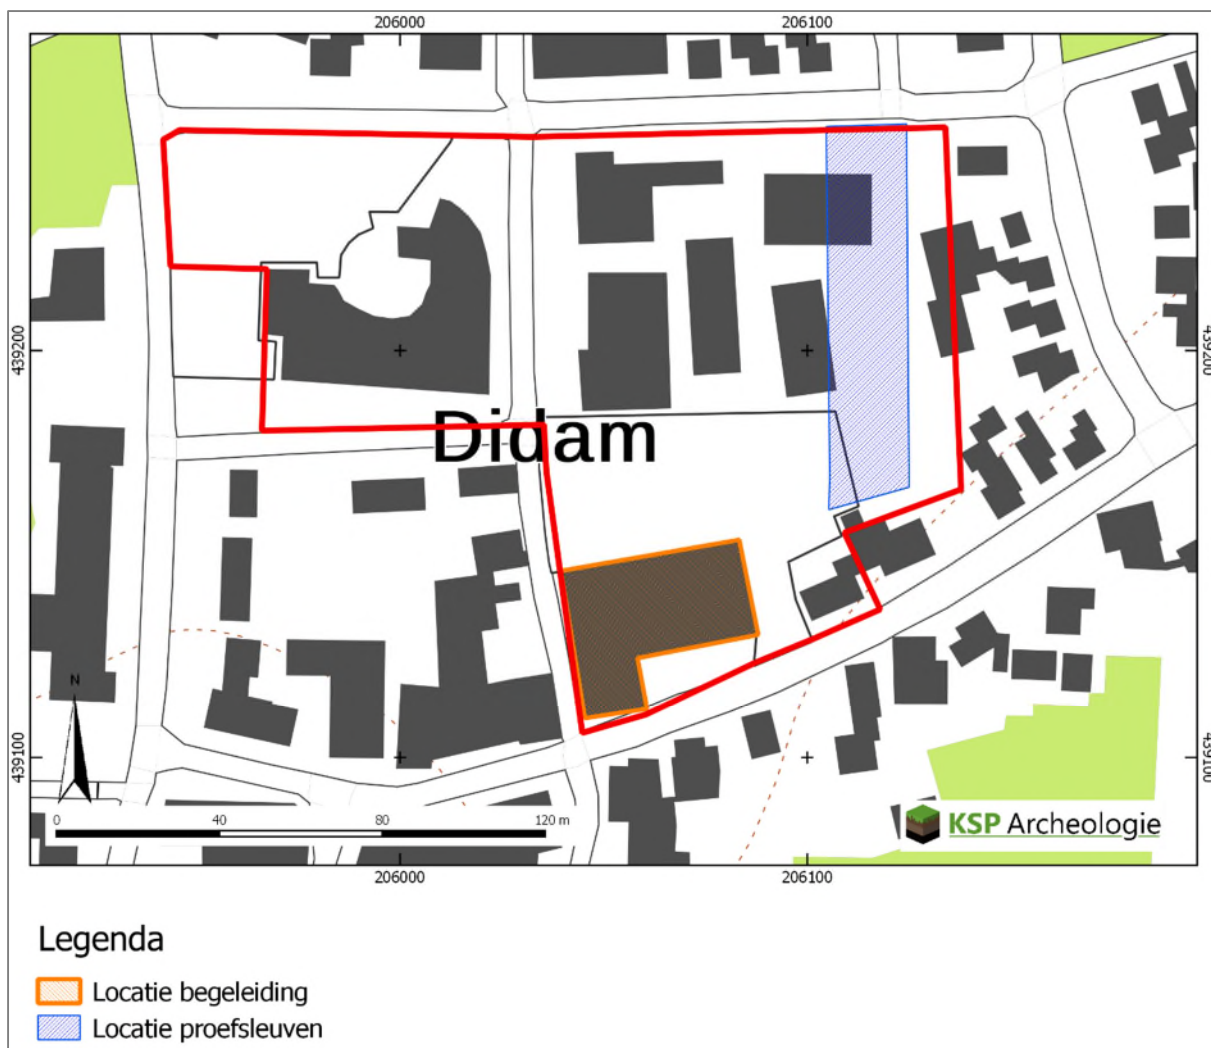 206000 206100
439200 439200
Didam
N
439100 439100
0 40 80 120 m
KSP Archeologie
206000 206100
Legenda
Locatie begeleiding
Locatie proefsleuven